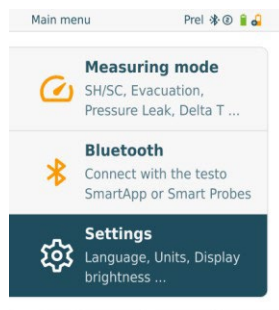 Main menu Prel
Measuring mode
SH/SC, Evacuation,
Pressure Leak, Delta T ...
Bluetooth
Connect with the testo
SmartApp or Smart Probes
Settings
Language, Units, Display
brightness ...